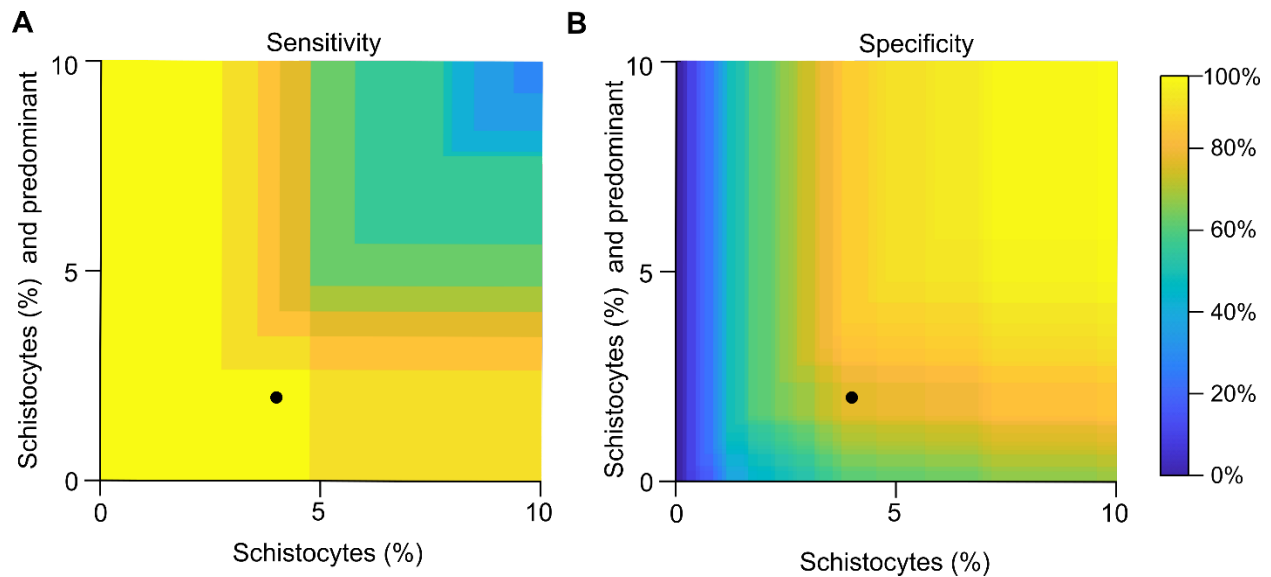 A
Sensitivity
Schistocytes (%)  and predominant
10
5
0
0
5
10
Schistocytes (%)
B
Specificity
Schistocytes (%)  and predominant
10
5
0
0
5
10
Schistocytes (%)
100%
80%
60%
40%
20%
0%